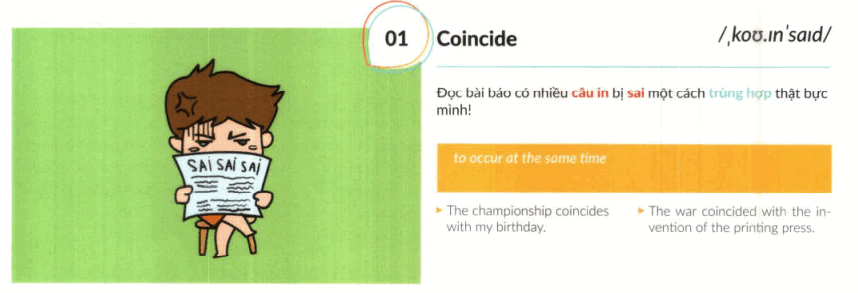 SAI SAI SAI
01
Coincide
/ˌkoʊ.ɪnˈsaɪd/
Đọc bài báo có nhiều câu in bị sai một cách trùng hợp thật bực
mình!
to occur at the same time
The championship coincides
with my birthday.
The war coincided with the in-
vention of the printing press.